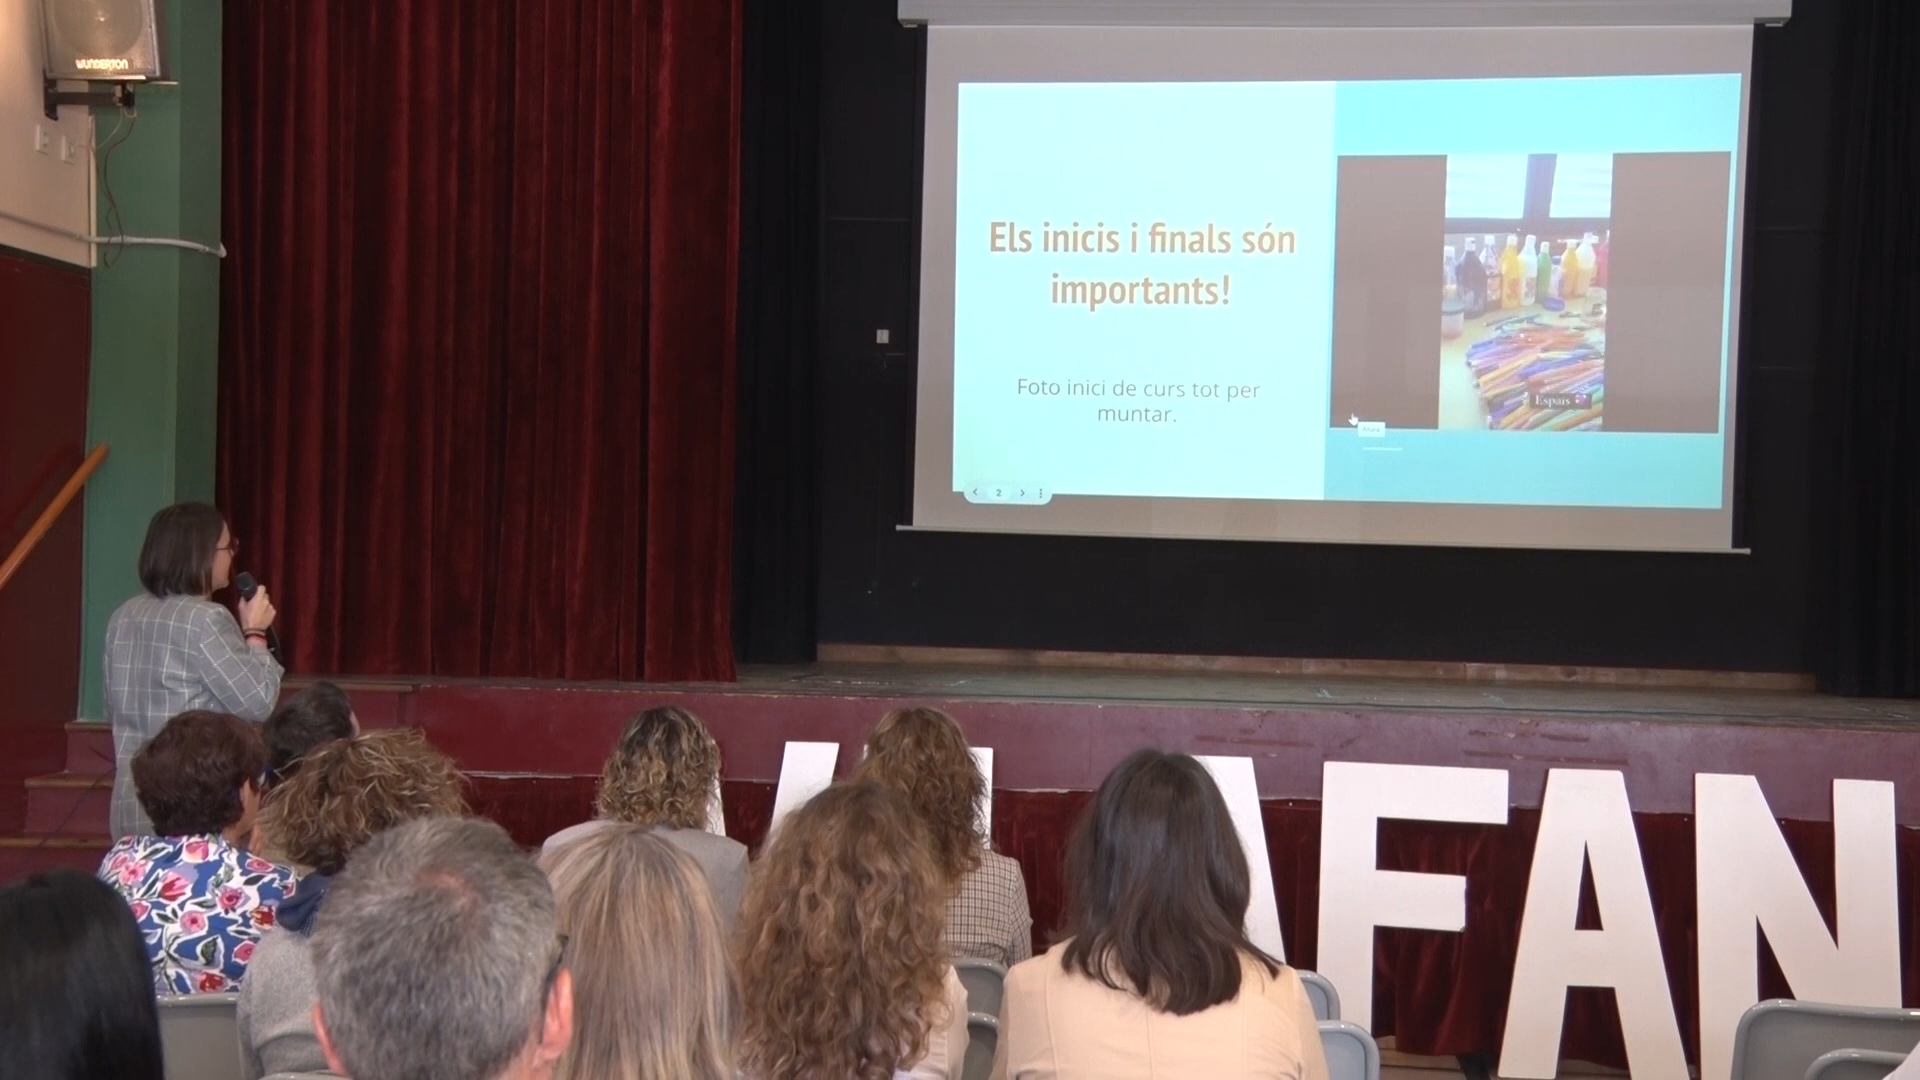 WUNDERTON
Els inicis i finals són
importants!
Foto inici de curs tot per
muntar.
Espais
2
AFAN